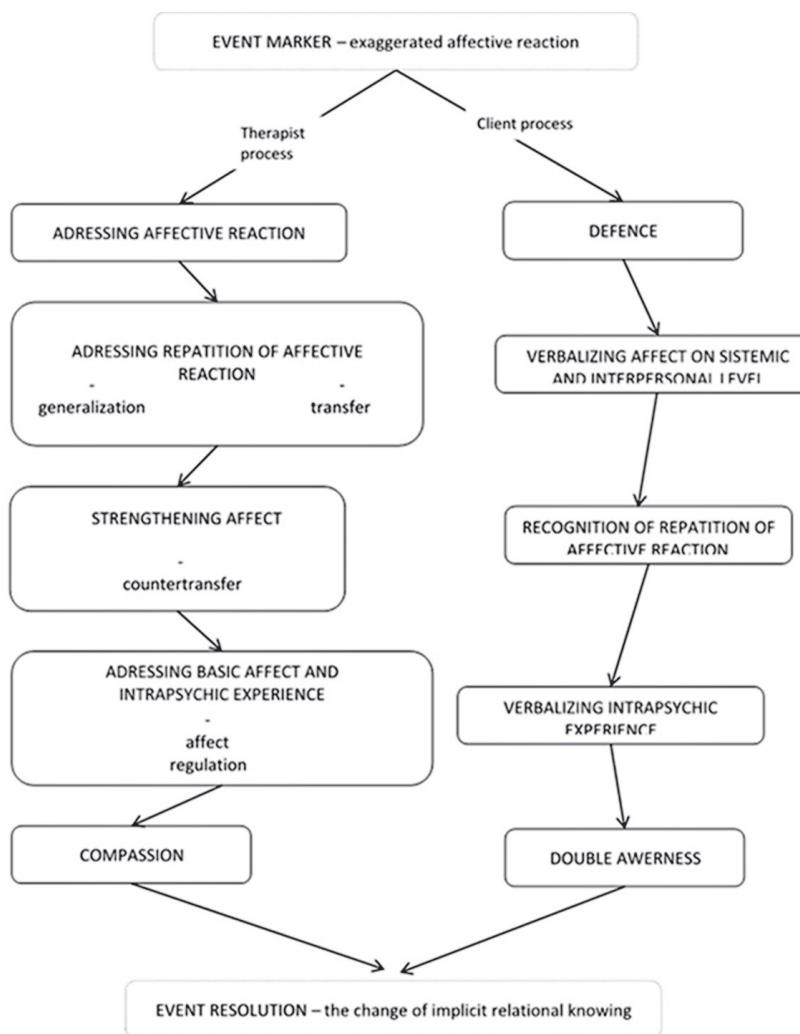 EVENT MARKER – exaggerated affective reaction
Therapist
process
Client process
ADRESSING AFFECTIVE REACTION
DEFENCE
ADRESSING REPATITION OF AFFECTIVE
REACTION
-
-
generalization
transfer
VERBALIZING AFFECT ON SISTEMIC
AND INTERPERSONAL LEVEL
STRENGTHENING AFFECT
-
countertransfer
RECOGNITION OF REPATITION OF
AFFECTIVE REACTION
ADRESSING BASIC AFFECT AND
INTRAPSYCHIC EXPERIENCE
-
affect
regulation
VERBALIZING INTRAPSYCHIC
EXPERIENCE
COMPASSION
DOUBLE AWERNESS
EVENT RESOLUTION – the change of implicit relational knowing